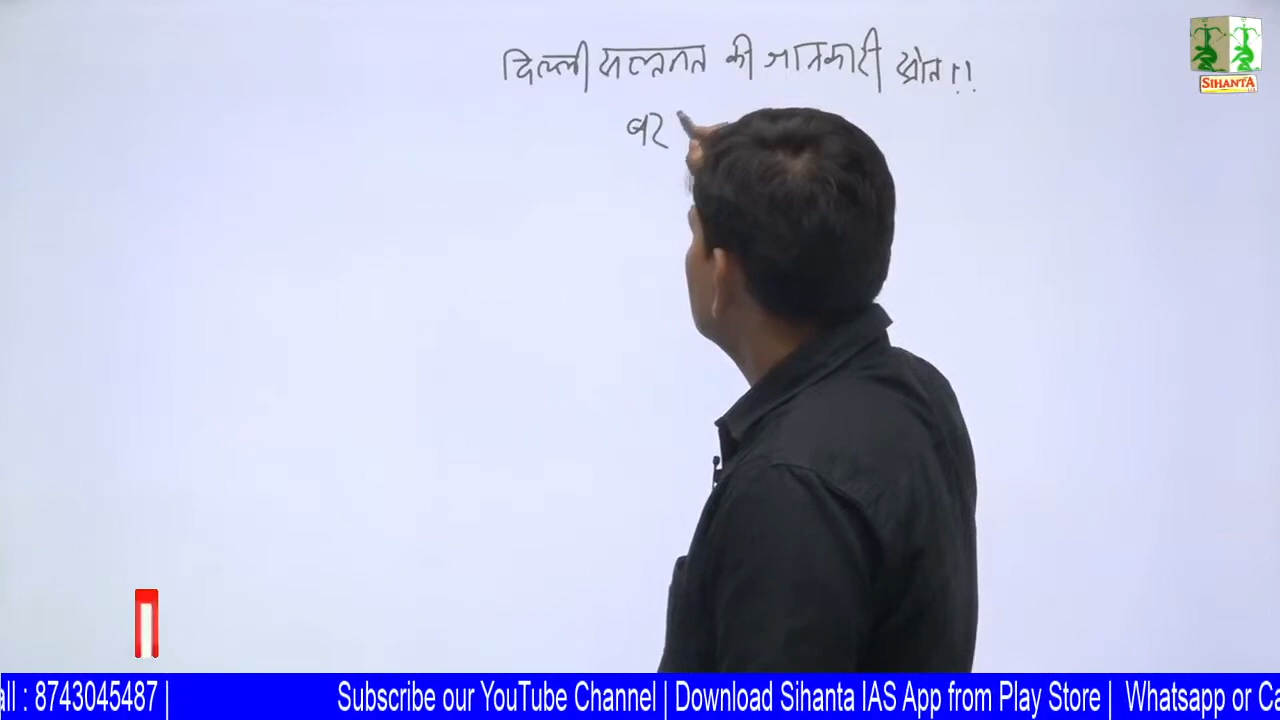 दिल्ली सल्तनत की जानकारी स्रोत !!
बर
SIHANTA
IAS
all : 8743045487 | Subscribe our YouTube Channel | Download Sihanta IAS App from Play Store | Whatsapp or Ca